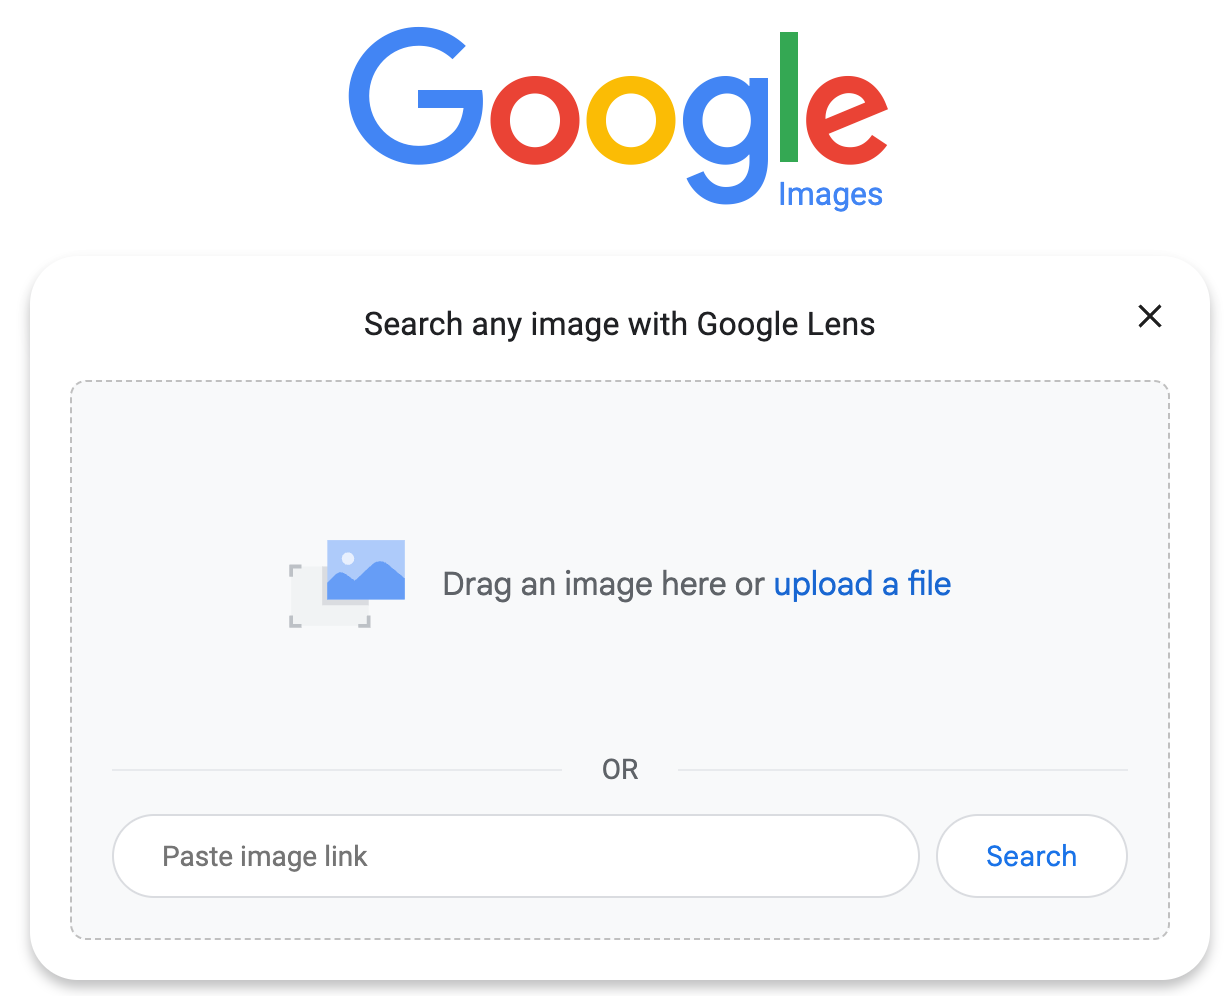 Google
Images
Search any image with Google Lens
Drag an image here or upload a file
OR
Paste image link
Search